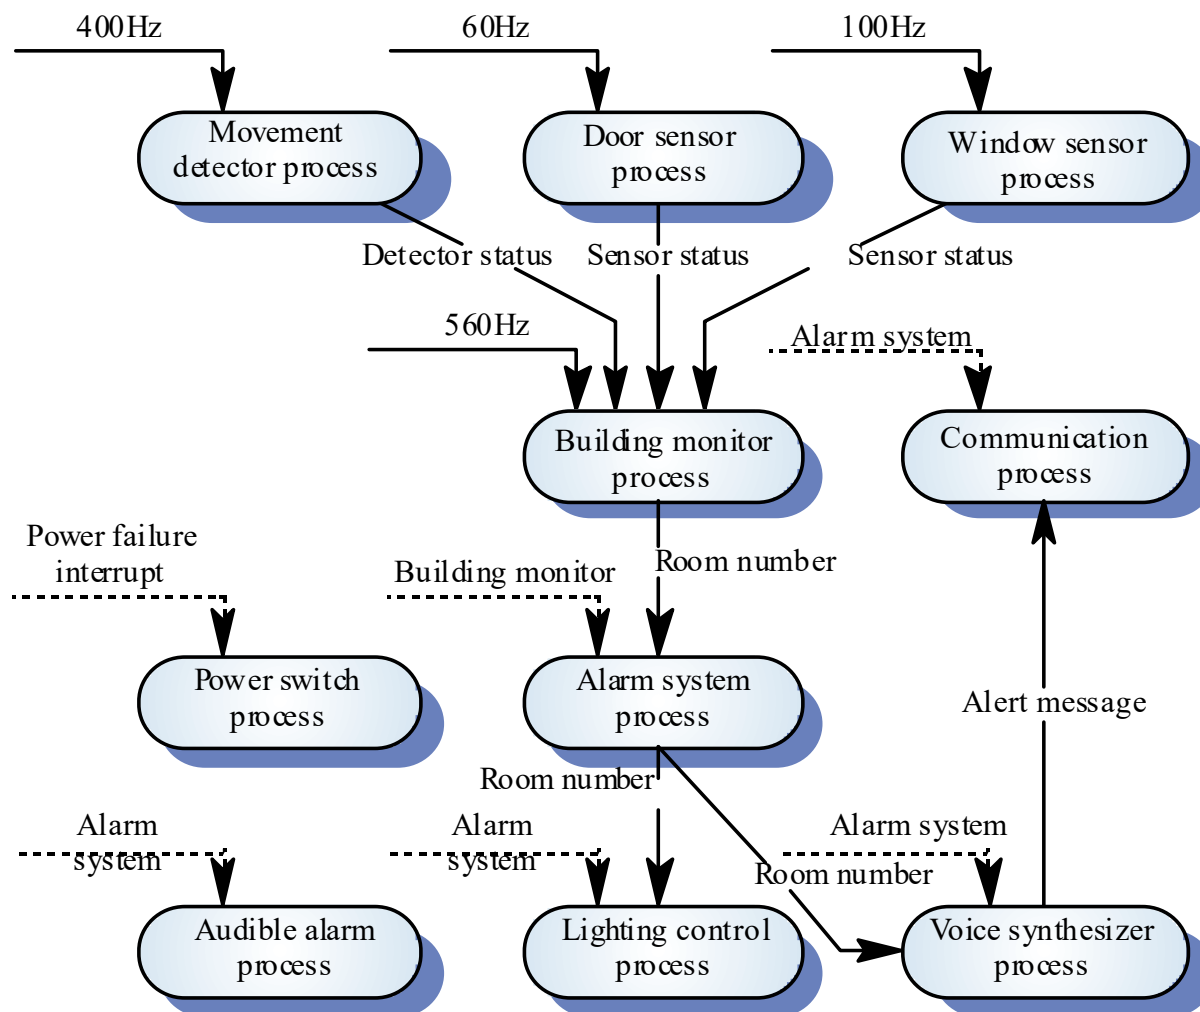 400Hz
60Hz
100Hz
Movement
detector process
Door sensor
process
Window sensor
process
Detector status
Sensor status
Sensor status
560Hz
Alarm system
Building monitor
process
Communication
process
Power failure
interrupt
Building monitor
Room number
Power switch
process
Alarm system
process
Alert message
Room number
Alarm
system
Alarm
system
Alarm system
Room number
Audible alarm
process
Lighting control
process
Voice synthesizer
process